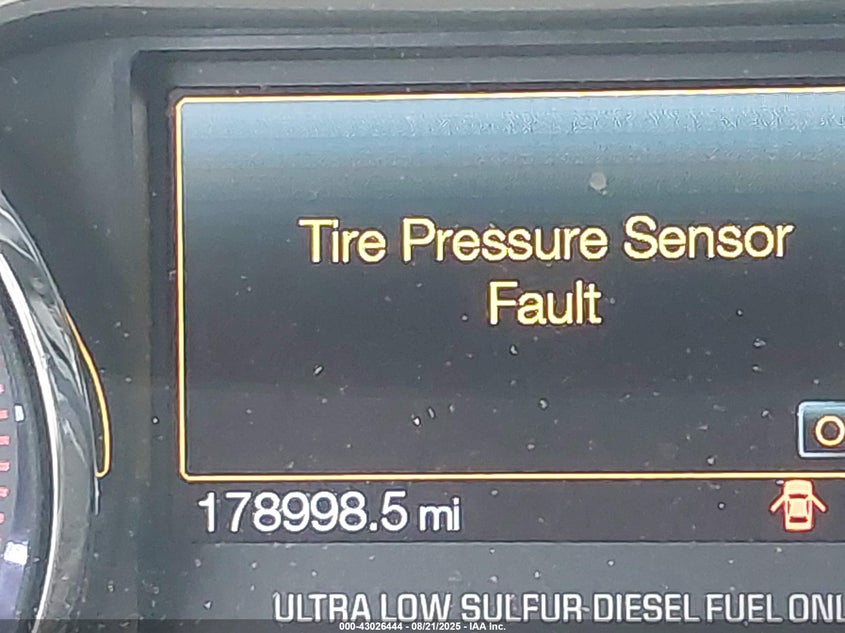 Tire Pressure Sensor
Fault
178998.5 mi
ULTRA LOW SULFUR DIESEL FUEL
000-43026444 - 08/21/2025 - IAA Inc.